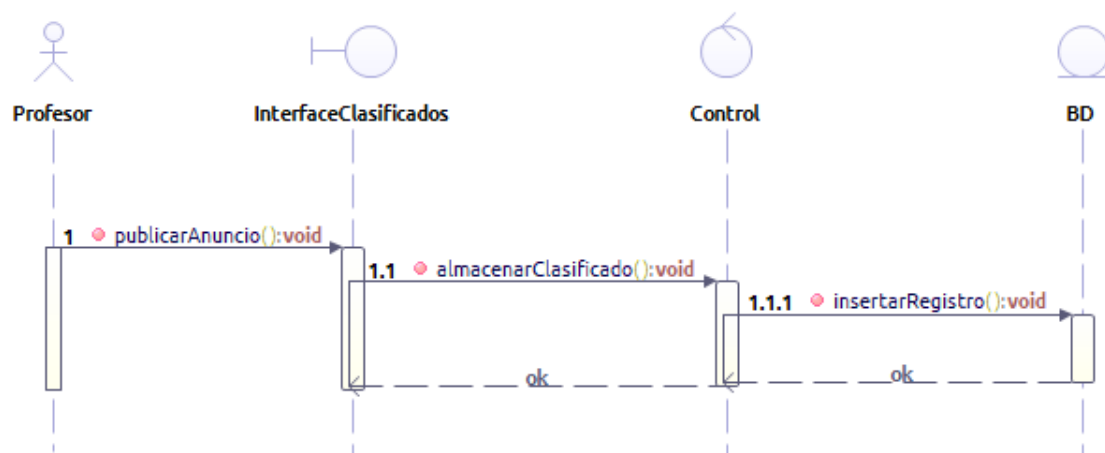 Profesor
InterfaceClasificados
Control
BD
1 publicarAnuncio():void
1.1 almacenarClasificado():void
1.1.1 insertarRegistro():void
ok
ok